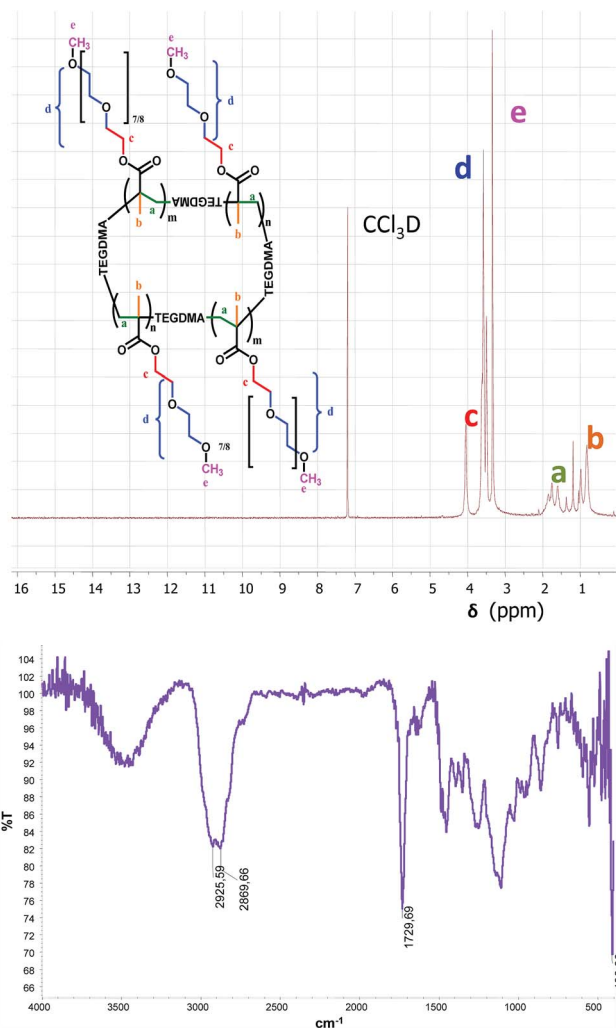 e
e
CH₃
CH₃
O
O
d
d
O
O
7/8
c
c
O
O
O
O
a
TEGDMA
a
m
n
b
b
TEGDMA
TEGDMA
b
b
a
n
TEGDMA
a
m
O
O
O
O
c
c
d
O
O
d
O
7/8
O
CH₃
CH₃
e
e
CCl₃D
e
d
c
b
a
16 15 14 13 12 11 10 9 8 7 6 5 4 3 2 1
δ (ppm)
104
102
100
98
96
94
92
90
88
86
84
82
80
78
76
74
72
70
68
66
%T
2925,59
2869,66
1729,69
4000 3500 3000 2500 2000 1500 1000 500
cm⁻¹